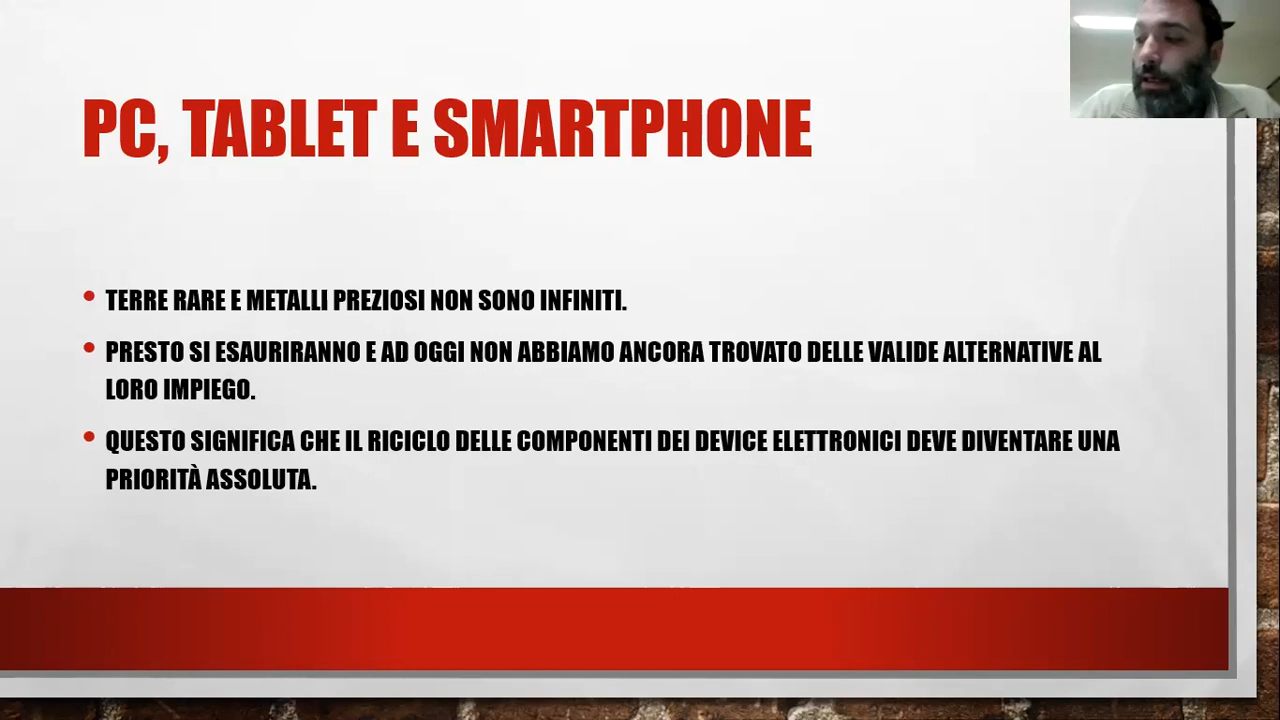 PC, TABLET E SMARTPHONE
TERRE RARE E METALLI PREZIOSI NON SONO INFINITI.
PRESTO SI ESAURIRANNO E AD OGGI NON ABBIAMO ANCORA TROVATO DELLE VALIDE ALTERNATIVE AL
LORO IMPIEGO.
QUESTO SIGNIFICA CHE IL RICICLO DELLE COMPONENTI DEI DEVICE ELETTRONICI DEVE DIVENTARE UNA
PRIORITÀ ASSOLUTA.